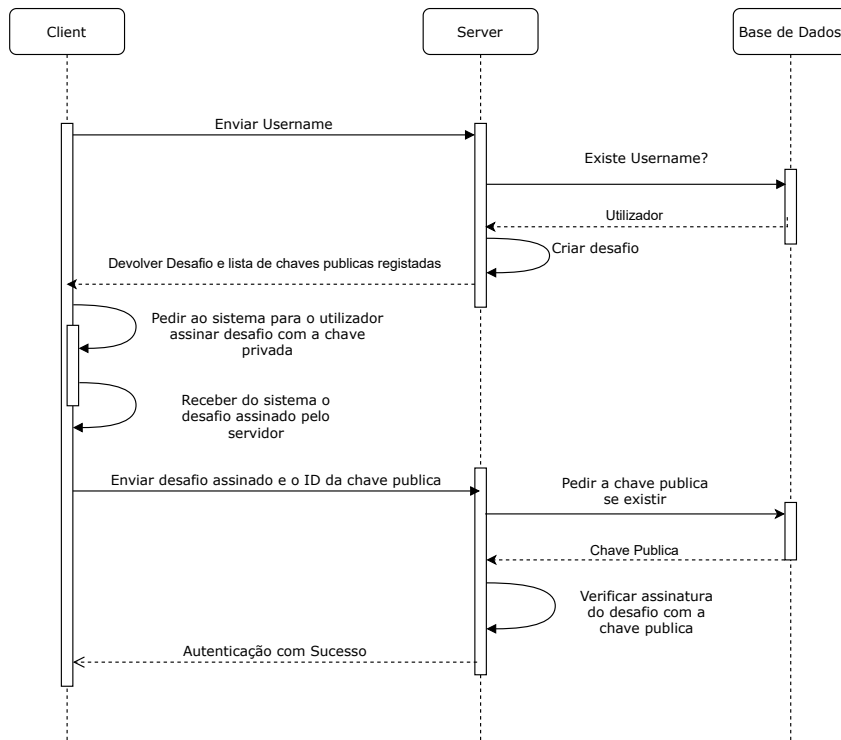 Client
Server
Base de Dados
Enviar Username
Existe Username?
Utilizador
Criar desafio
Devolver Desafio e lista de chaves publicas registadas
Pedir ao sistema para o utilizador
assinar desafio com a chave
privada
Receber do sistema o
desafio assinado pelo
servidor
Enviar desafio assinado e o ID da chave publica
Pedir a chave publica
se existir
Chave Publica
Verificar assinatura
do desafio com a
chave publica
Autenticação com Sucesso